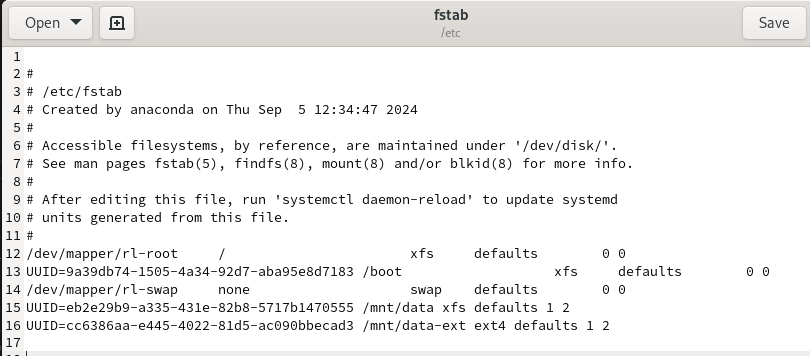 Open
fstab
/etc
Save
1
2 #
3 # /etc/fstab
4 # Created by anaconda on Thu Sep  5 12:34:47 2024
5 #
6 # Accessible filesystems, by reference, are maintained under '/dev/disk/'.
7 # See man pages fstab(5), findfs(8), mount(8) and/or blkid(8) for more info.
8 #
9 # After editing this file, run 'systemctl daemon-reload' to update systemd
10 # units generated from this file.
11 #
12 /dev/mapper/rl-root     /                       xfs     defaults        0 0
13 UUID=9a39db74-1505-4a34-92d7-aba95e8d7183 /boot                   xfs     defaults        0 0
14 /dev/mapper/rl-swap     none                    swap    defaults        0 0
15 UUID=eb2e29b9-a335-431e-82b8-5717b1470555 /mnt/data xfs defaults 1 2
16 UUID=cc6386aa-e445-4022-81d5-ac090bbecad3 /mnt/data-ext ext4 defaults 1 2
17